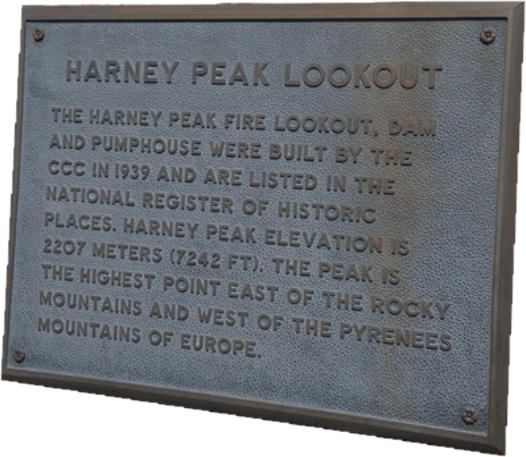 HARNEY PEAK LOOKOUT
THE HARNEY PEAK FIRE LOOKOUT, DAM
AND PUMPHOUSE WERE BUILT BY THE
CCC IN 1939 AND ARE LISTED IN THE
NATIONAL REGISTER OF HISTORIC
PLACES. HARNEY PEAK ELEVATION IS
2207 METERS (7242 FT). THE PEAK IS
THE HIGHEST POINT EAST OF THE ROCKY
MOUNTAINS AND WEST OF THE PYRENEES
MOUNTAINS OF EUROPE.